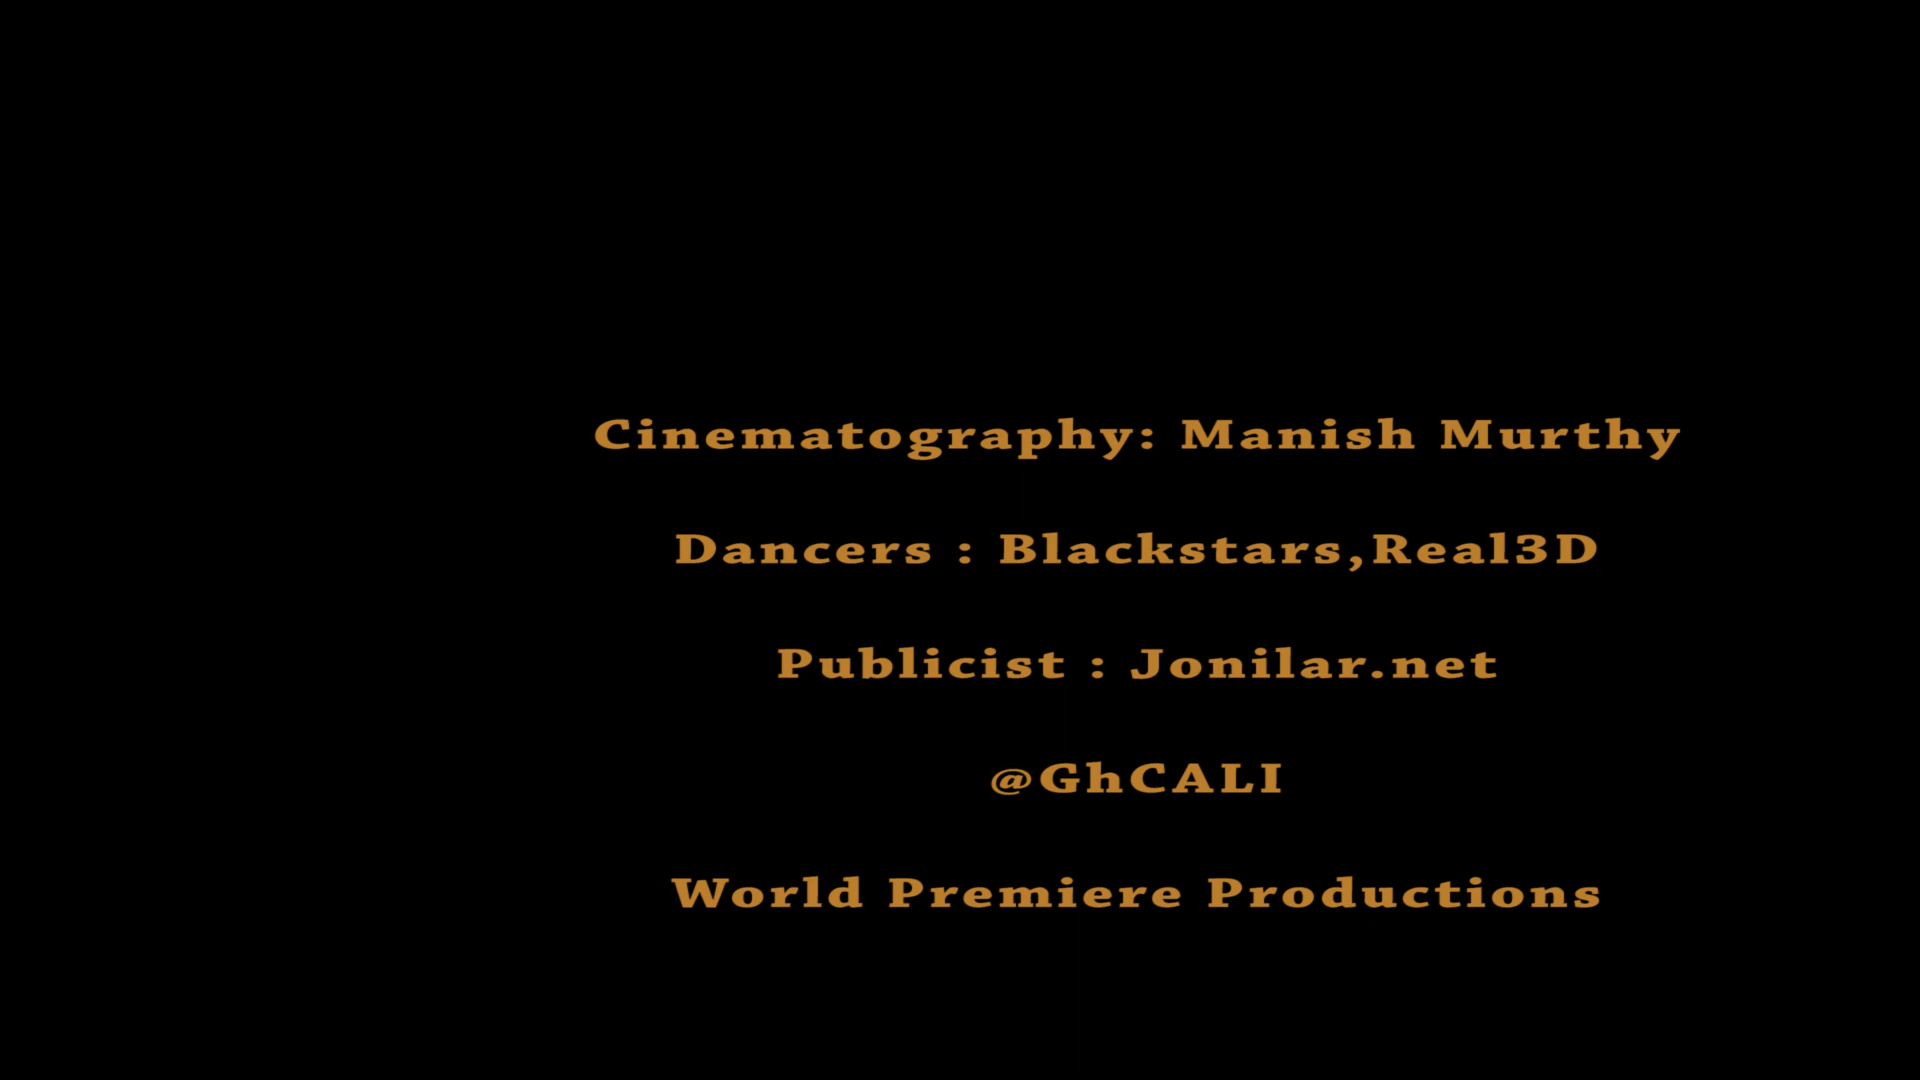 Cinematography: Manish Murthy
Dancers : Blackstars,Real3D
Publicist : Jonilar.net
@GhCALI
World Premiere Productions